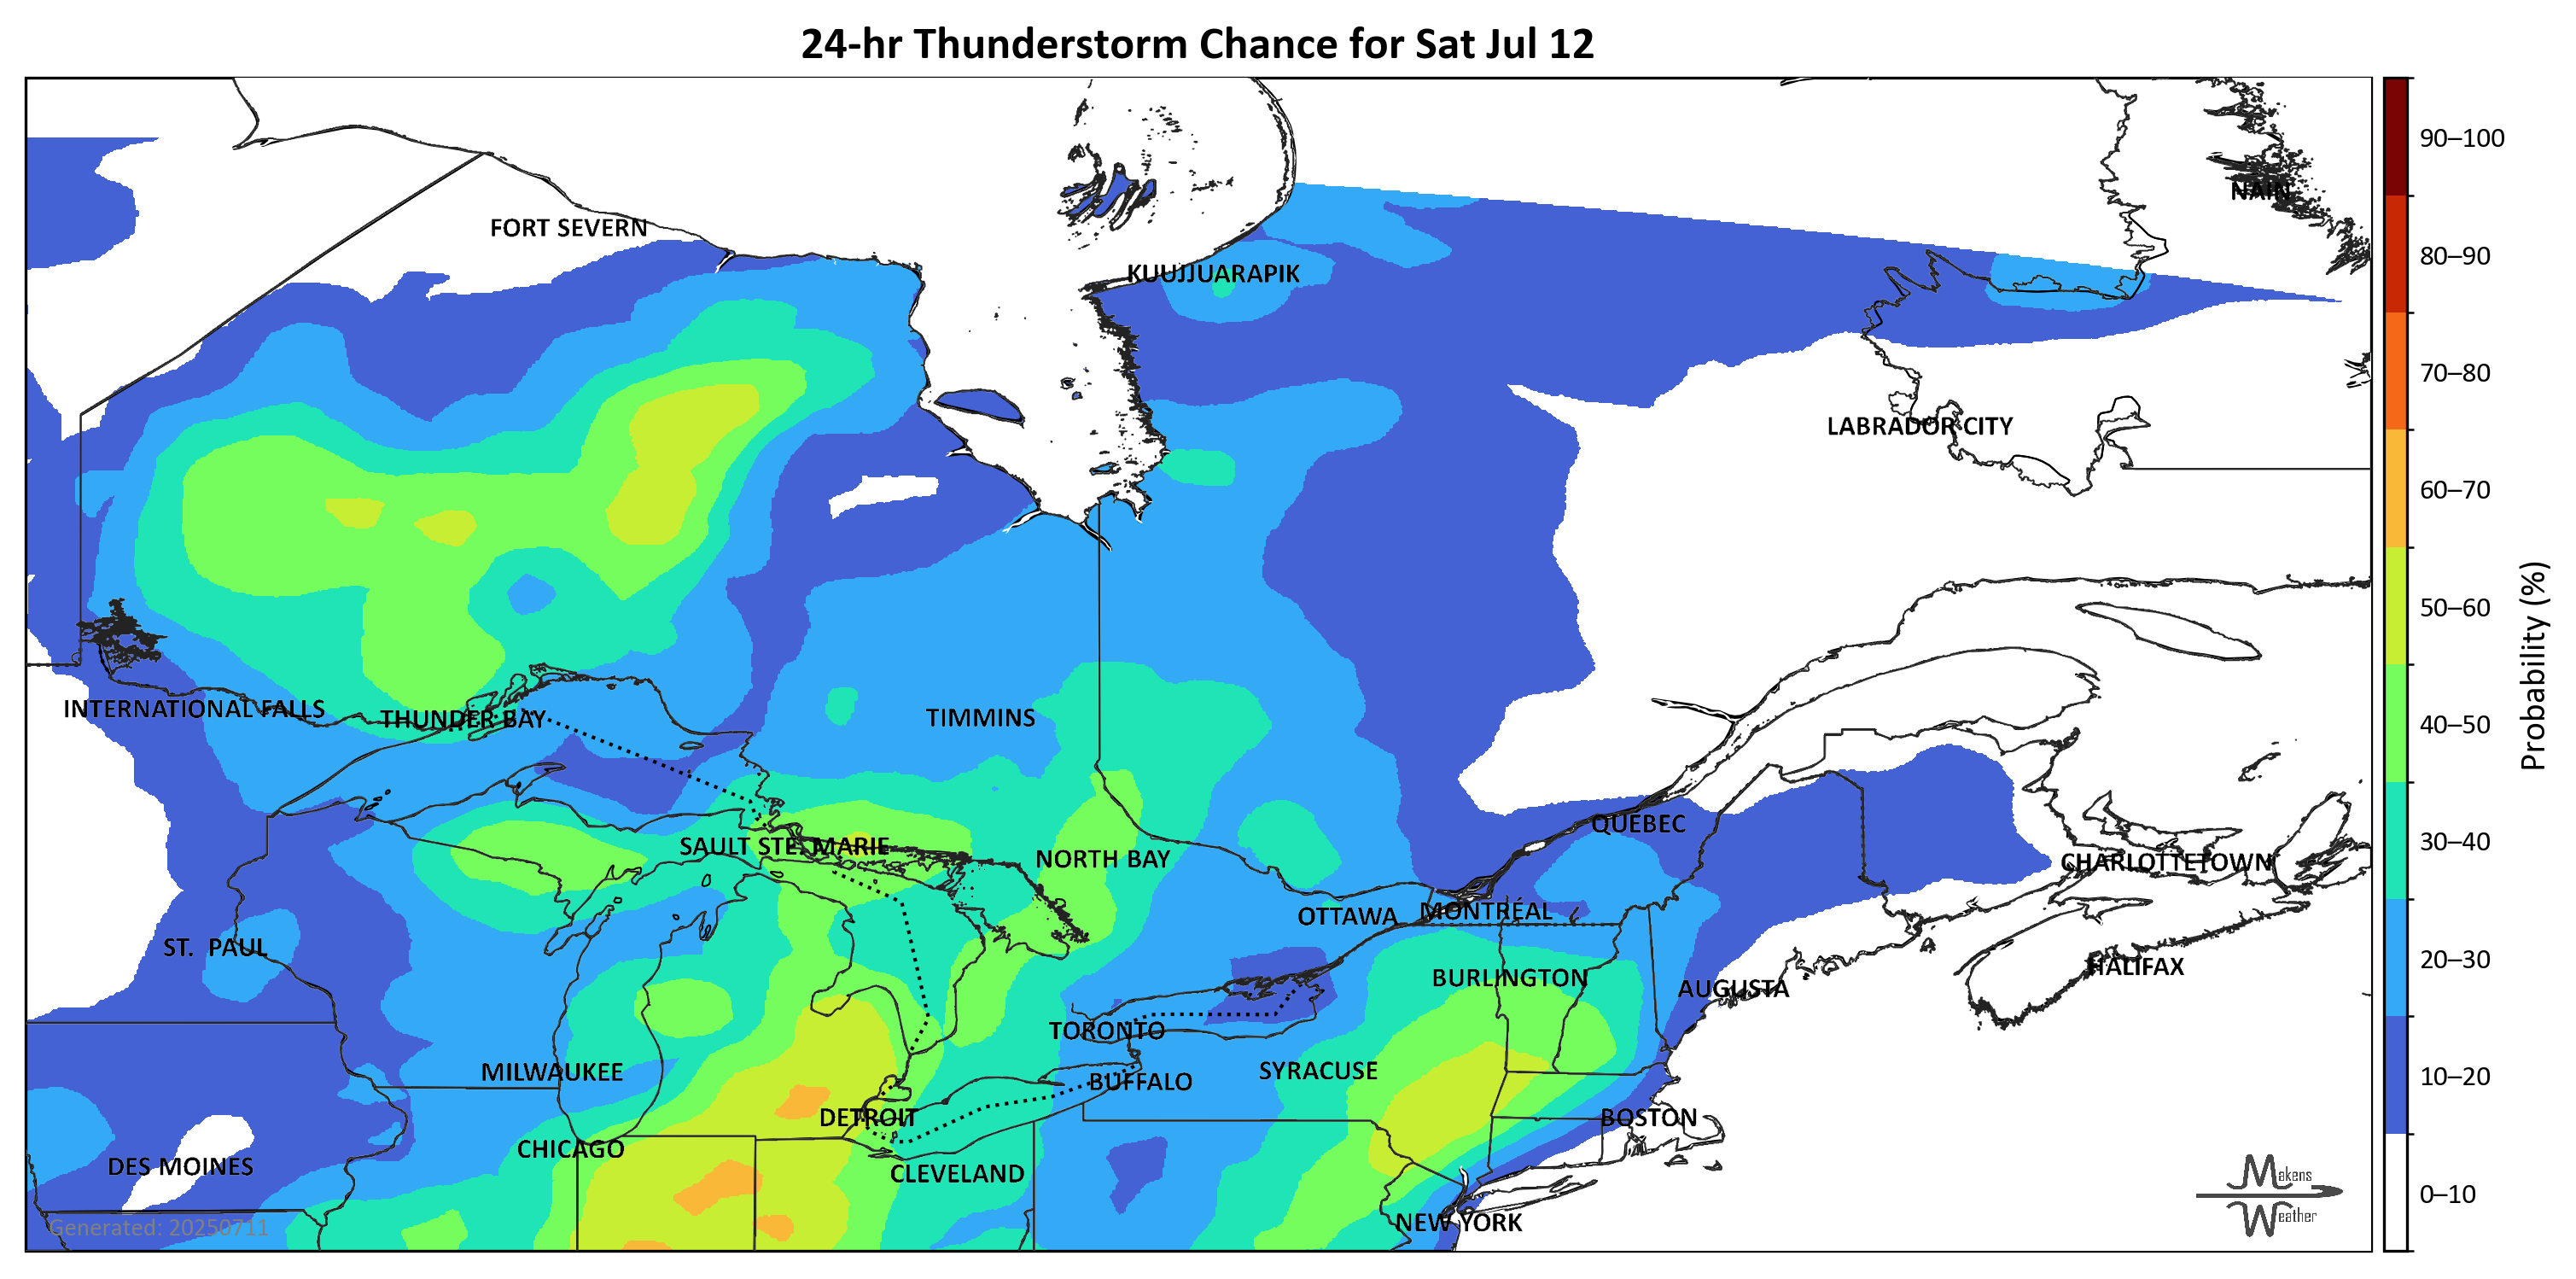 24-hr Thunderstorm Chance for Sat Jul 12
90–100
NAIN
FORT SEVERN
80–90
KUUJJUARAPIK
70–80
LABRADOR CITY
60–70
50–60
Probability (%)
INTERNATIONAL FALLS
THUNDER BAY
TIMMINS
40–50
QUEBEC
SAULT STE. MARIE
NORTH BAY
CHARLOTTETOWN
30–40
OTTAWA
MONTRÉAL
ST. PAUL
HALIFAX
20–30
BURLINGTON
AUGUSTA
TORONTO
MILWAUKEE
SYRACUSE
BUFFALO
10–20
DETROIT
BOSTON
CHICAGO
DES MOINES
CLEVELAND
Makens
Weather
0–10
NEW YORK
Generated: 20250711